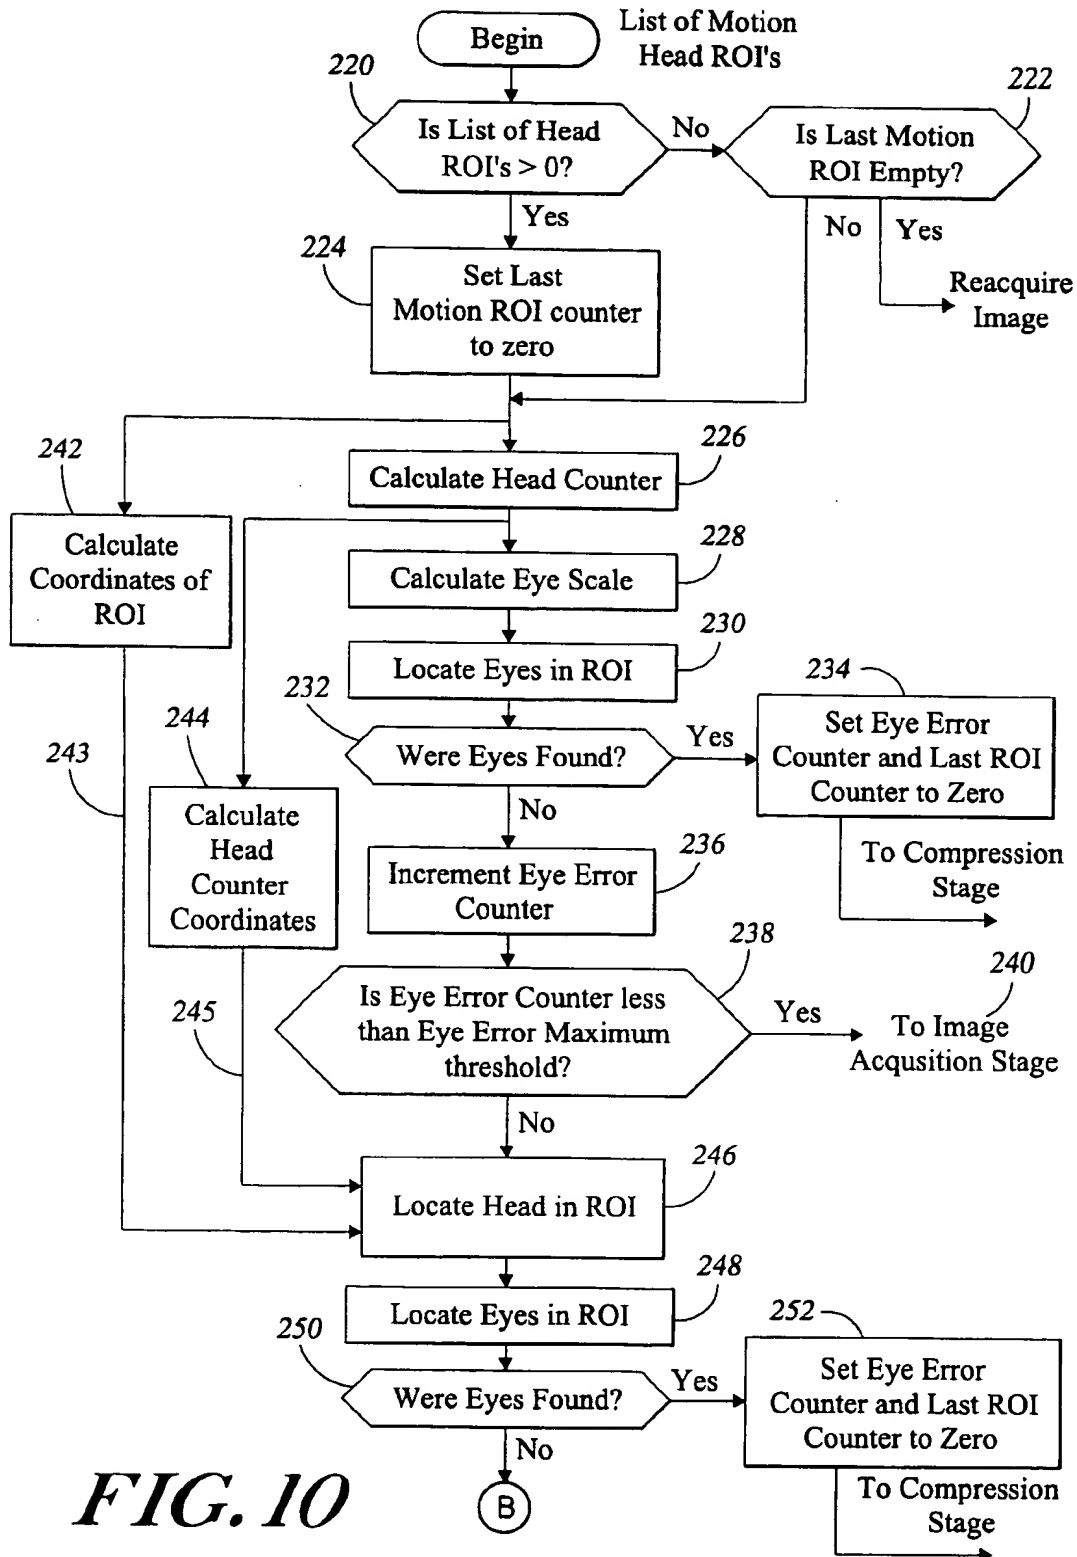 Begin
List of Motion
Head ROI's
220
Is List of Head
ROI's > 0?
No
222
Is Last Motion
ROI Empty?
Yes
No
Yes
224
Set Last
Motion ROI counter
to zero
Reacquire
Image
242
226
Calculate Head Counter
Calculate
Coordinates of
ROI
228
Calculate Eye Scale
230
Locate Eyes in ROI
232
Were Eyes Found?
Yes
234
Set Eye Error
Counter and Last ROI
Counter to Zero
243
244
Calculate
Head
Counter
Coordinates
No
236
Increment Eye Error
Counter
To Compression
Stage
238
Is Eye Error Counter less
than Eye Error Maximum
threshold?
Yes
240
To Image
Acqusition Stage
245
No
246
Locate Head in ROI
248
Locate Eyes in ROI
250
Were Eyes Found?
Yes
252
Set Eye Error
Counter and Last ROI
Counter to Zero
No
B
To Compression
Stage
FIG. 10